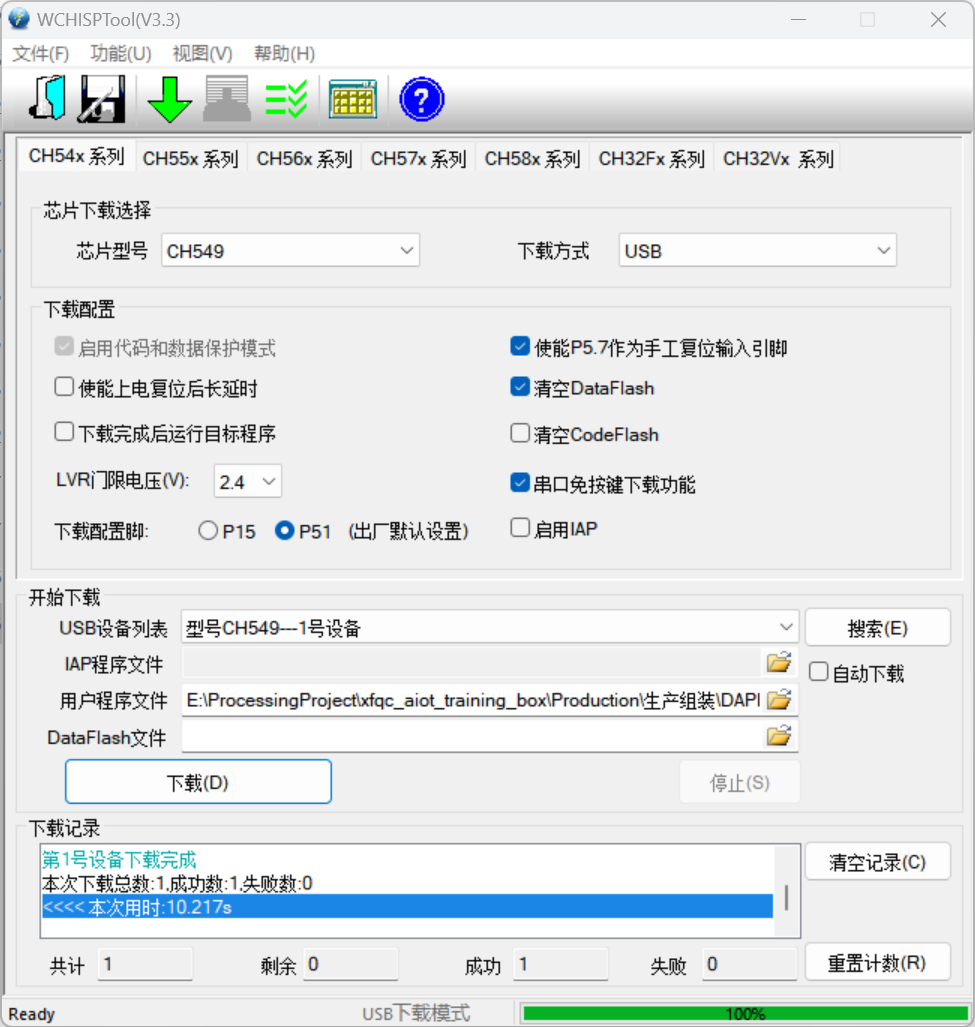 WCHISPTool(V3.3)
文件(F) 功能(U) 视图(V) 帮助(H)
CH54x 系列 CH55x 系列 CH56x 系列 CH57x 系列 CH58x 系列 CH32Fx 系列 CH32Vx 系列
芯片下载选择
芯片型号 CH549 下载方式 USB
下载配置
启用代码和数据保护模式 使能P5.7作为手工复位输入引脚
使能上电复位后长延时 清空DataFlash
下载完成后运行目标程序 清空CodeFlash
LVR门限电压(V): 2.4 串口免按键下载功能
下载配置脚: P15 P51 (出厂默认设置) 启用IAP
开始下载
USB设备列表 型号CH549---1号设备 搜索(E)
IAP程序文件 自动下载
用户程序文件 E:\ProcessingProject\xfqc_aiot_training_box\Production\生产组装\DAPI
DataFlash文件
下载(D) 停止(S)
下载记录
第1号设备下载完成 清空记录(C)
本次下载总数:1,成功数:1,失败数:0
<<<< 本次用时:10.217s
共计 1 剩余 0 成功 1 失败 0 重置计数(R)
Ready USB下载模式 100%